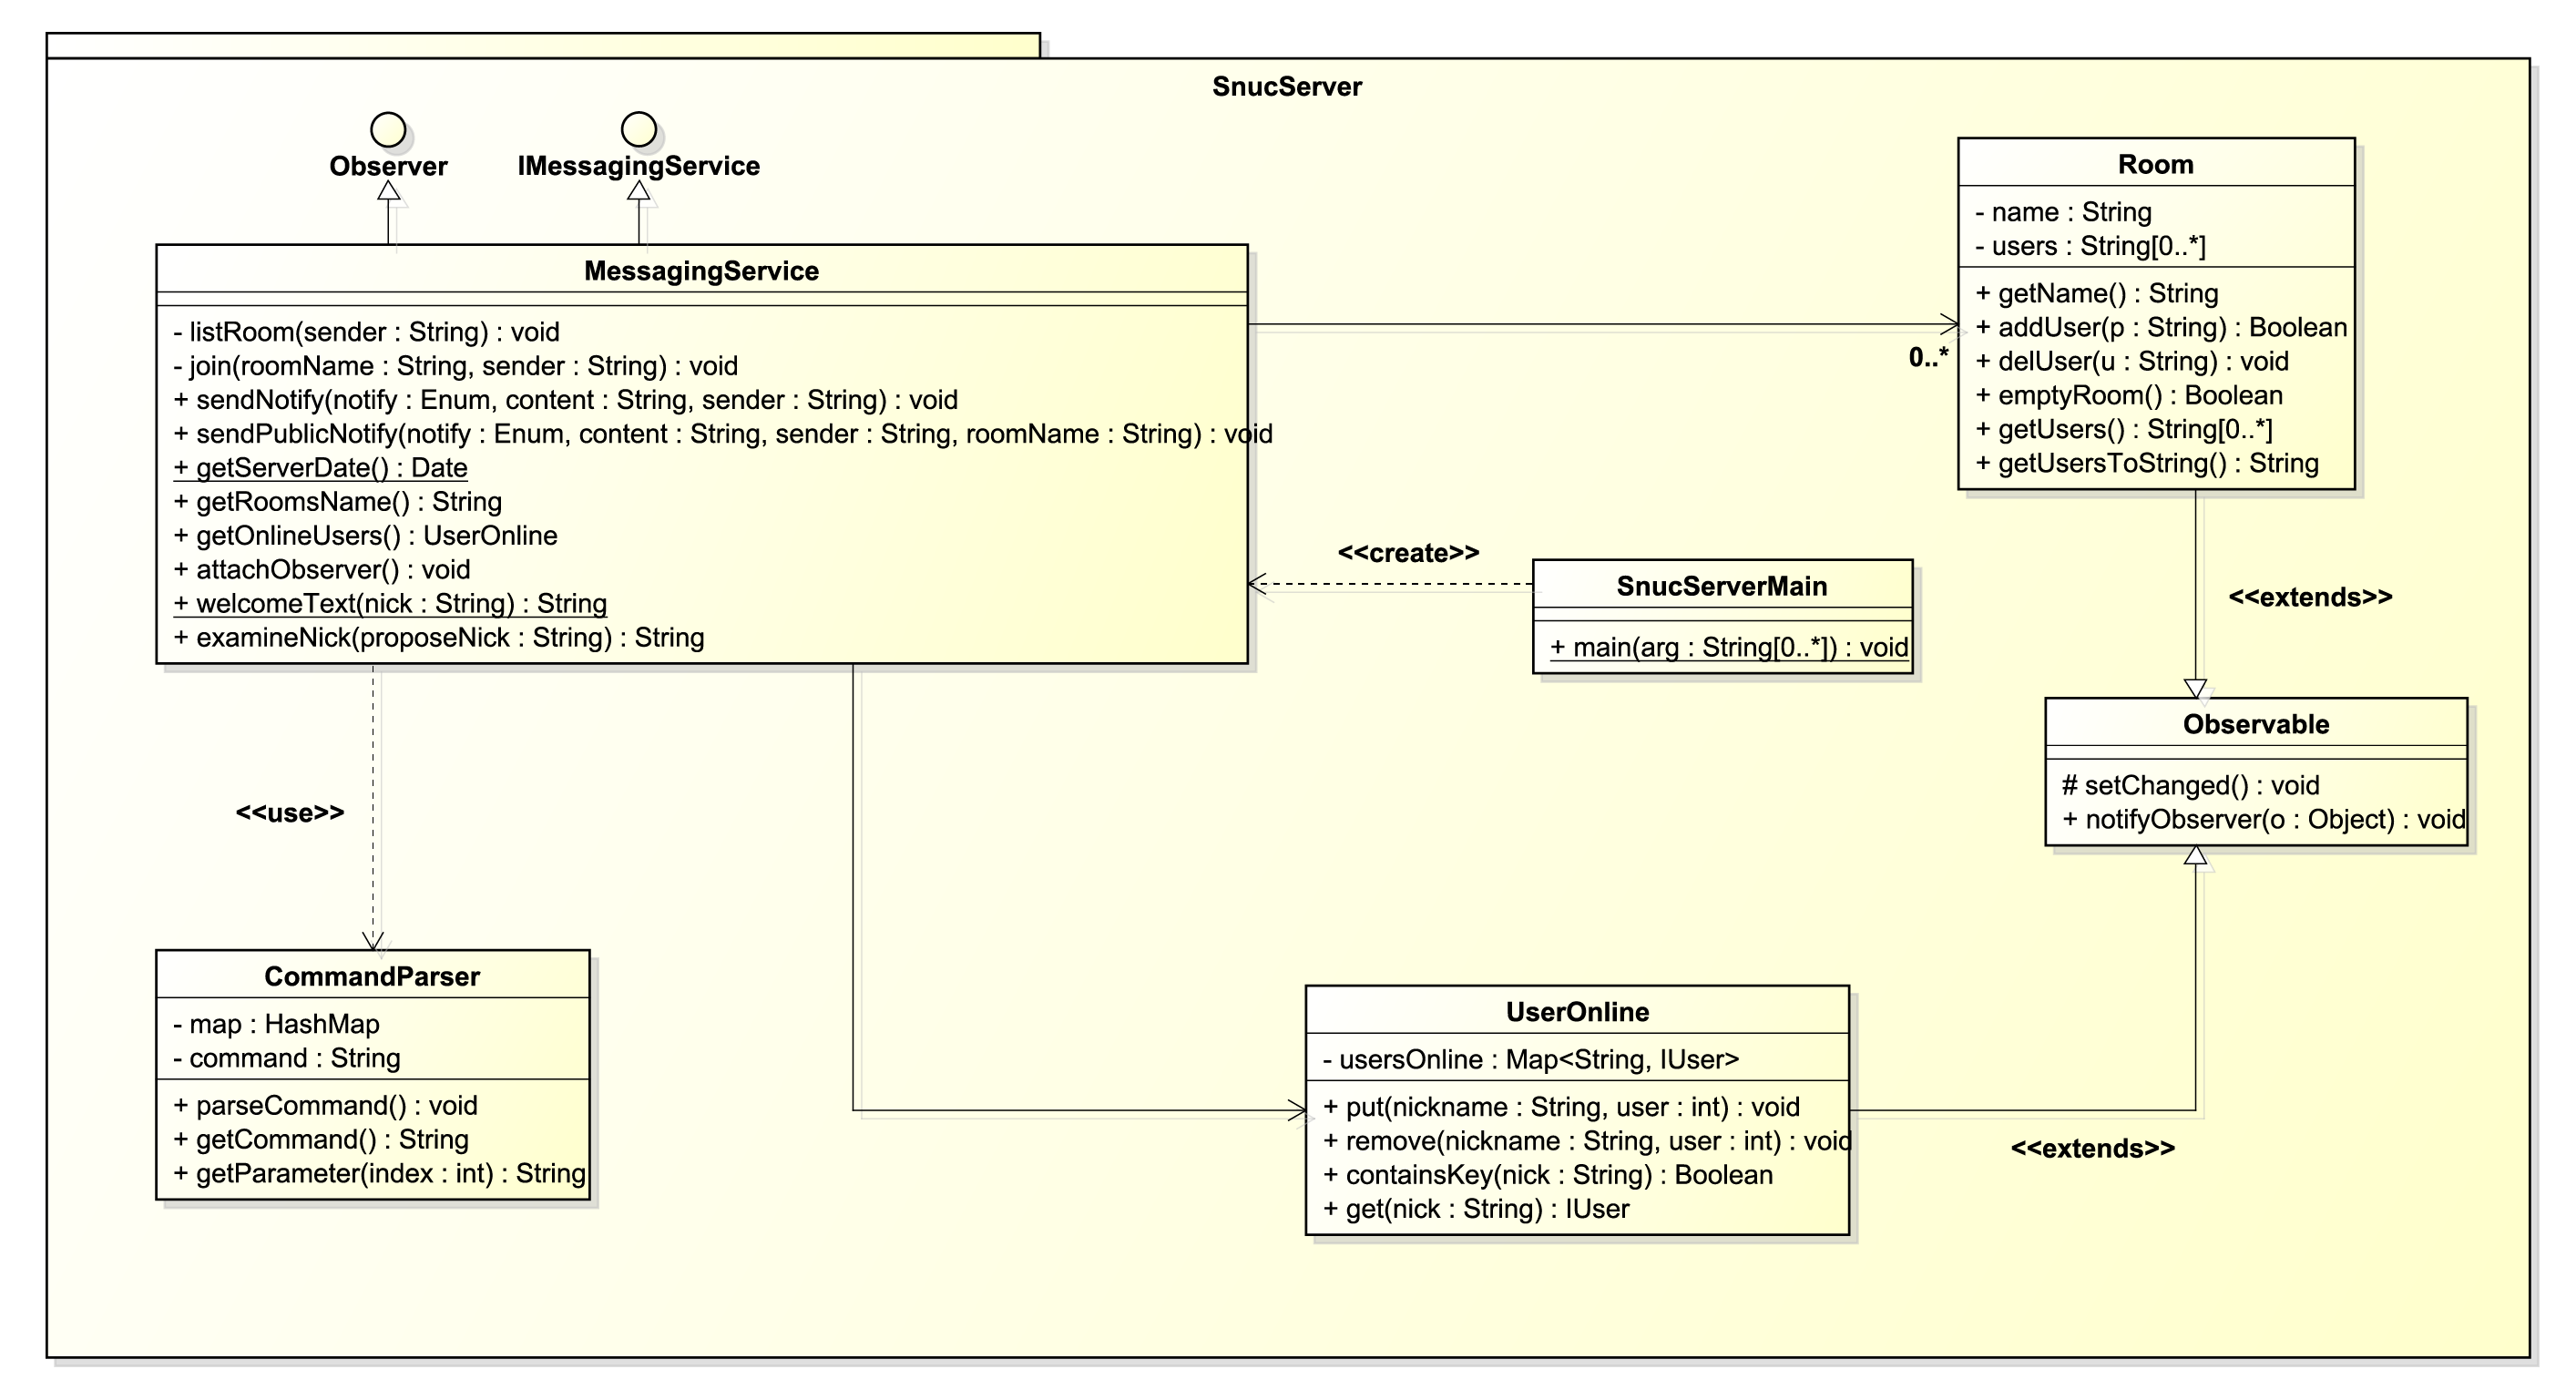 SnucServer
Observer
IMessagingService
MessagingService
- listRoom(sender : String) : void
- join(roomName : String, sender : String) : void
+ sendNotify(notify : Enum, content : String, sender : String) : void
+ sendPublicNotify(notify : Enum, content : String, sender : String, roomName : String) : void
+ getServerDate() : Date
+ getRoomsName() : String
+ getOnlineUsers() : UserOnline
+ attachObserver() : void
+ welcomeText(nick : String) : String
+ examineNick(proposeNick : String) : String
Room
- name : String
- users : String[0..*]
+ getName() : String
+ addUser(p : String) : Boolean
+ delUser(u : String) : void
+ emptyRoom() : Boolean
+ getUsers() : String[0..*]
+ getUsersToString() : String
0..*
<<create>>
SnucServerMain
+ main(arg : String[0..*]) : void
<<extends>>
Observable
# setChanged() : void
+ notifyObserver(o : Object) : void
<<use>>
CommandParser
- map : HashMap
- command : String
+ parseCommand() : void
+ getCommand() : String
+ getParameter(index : int) : String
UserOnline
- usersOnline : Map<String, IUser>
+ put(nickname : String, user : int) : void
+ remove(nickname : String, user : int) : void
+ containsKey(nick : String) : Boolean
+ get(nick : String) : IUser
<<extends>>